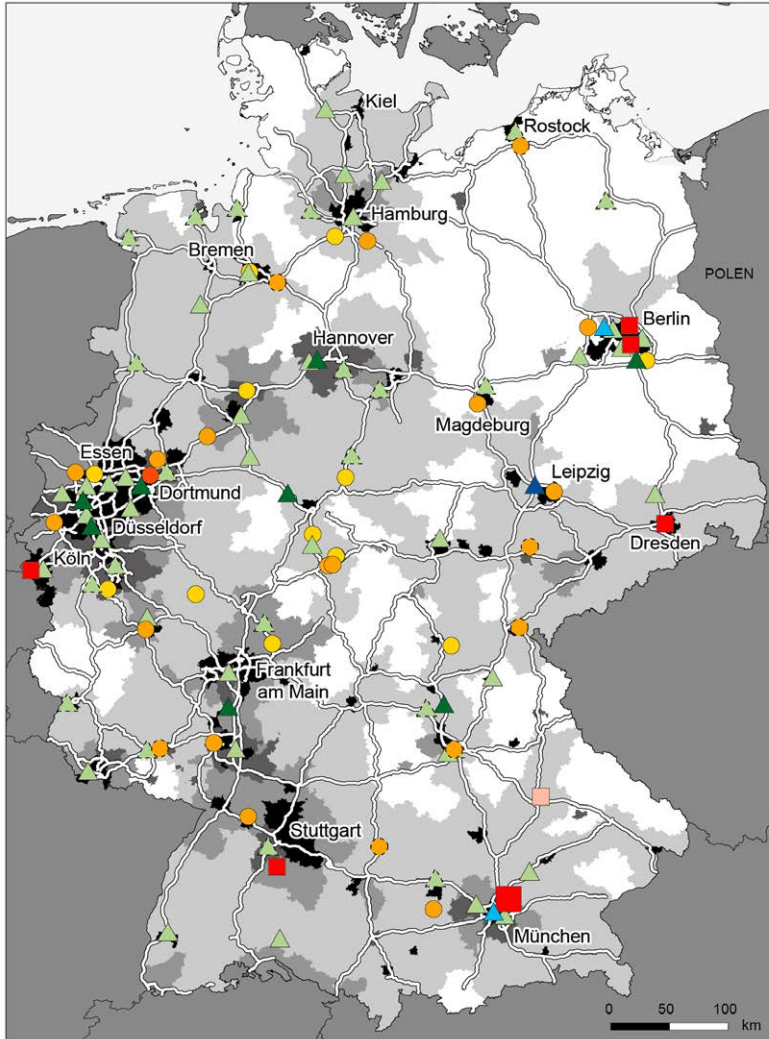 Kiel
Rostock
Hamburg
Bremen
POLEN
Berlin
Hannover
Magdeburg
Essen
Leipzig
Dortmund
Düsseldorf
Dresden
Köln
Frankfurt
am Main
Stuttgart
München
0 50 100
km